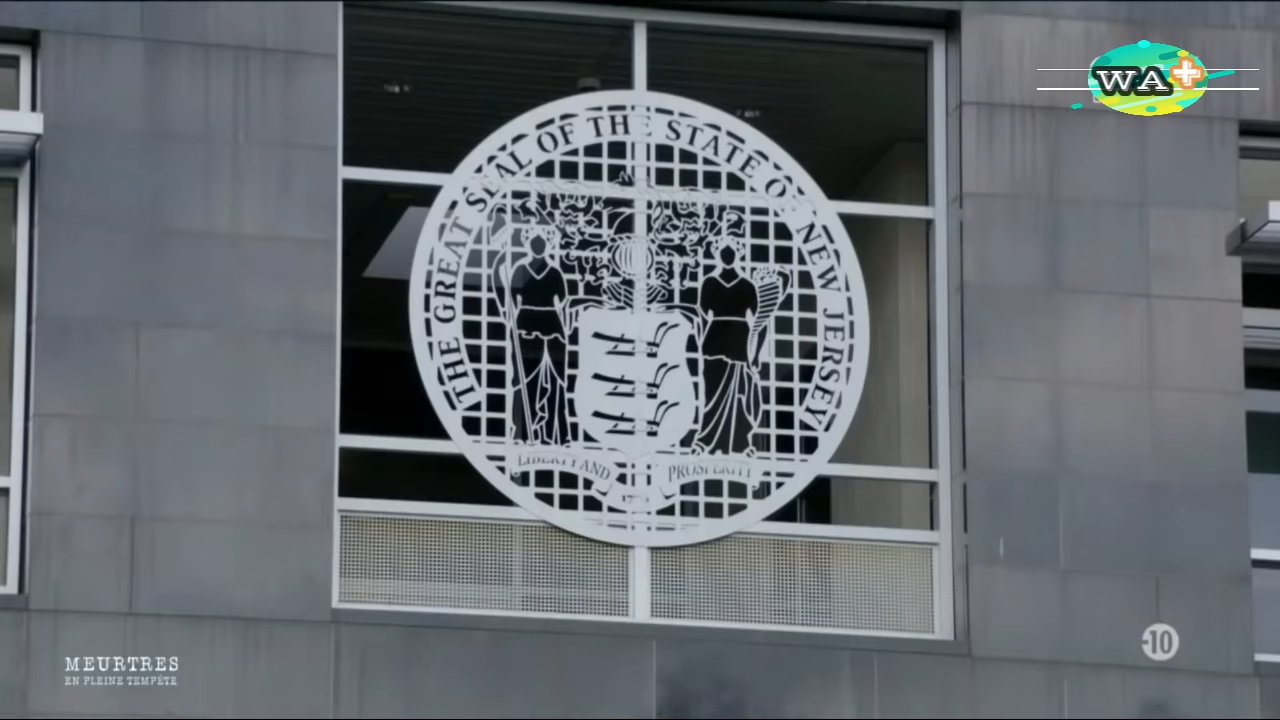 WA+
THE GREAT SEAL OF THE STATE OF NEW JERSEY
LIBERTY AND PROSPERITY
-10
MEURTRES
EN PLEINE TEMPÊTE